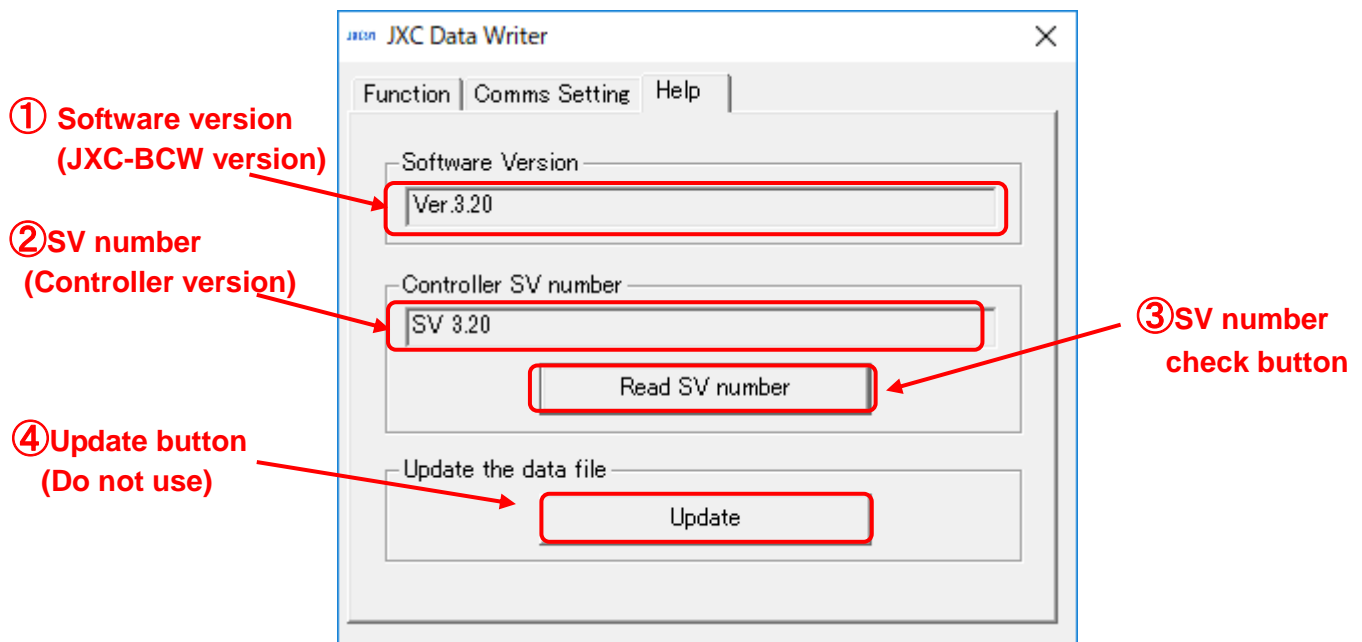 JXC Data Writer
Function
Comms Setting
Help
① Software version
(JXC-BCW version)
Software Version
Ver.3.20
②SV number
(Controller version)
Controller SV number
SV 3.20
③SV number
check button
Read SV number
④Update button
(Do not use)
Update the data file
Update